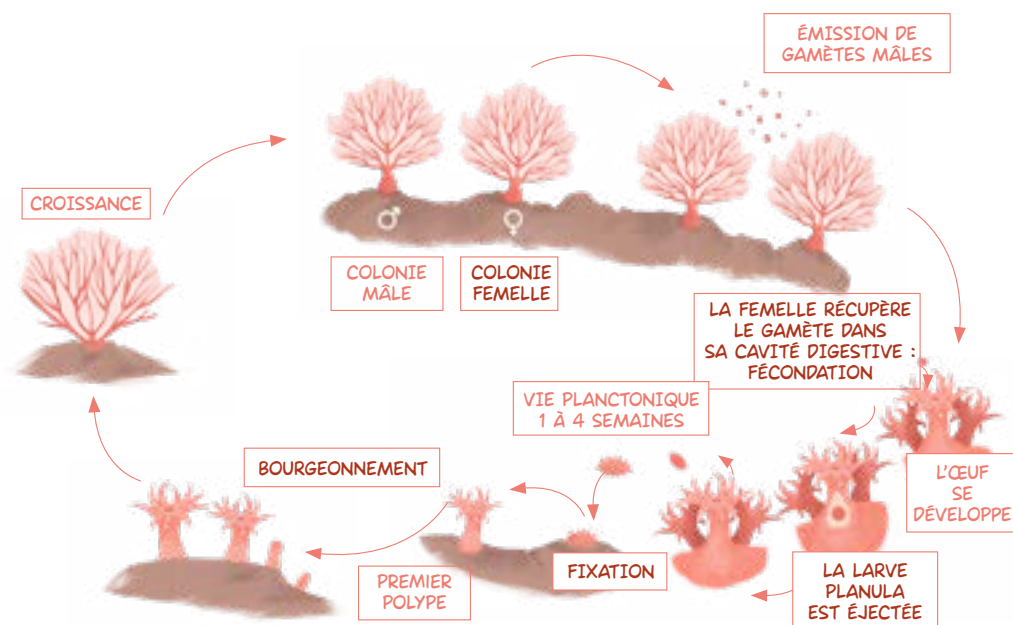 ÉMISSION DE
GAMÈTES MÂLES
CROISSANCE
COLONIE
MÂLE
COLONIE
FEMELLE
LA FEMELLE RÉCUPÈRE
LE GAMÈTE DANS
SA CAVITÉ DIGESTIVE :
FÉCONDATION
VIE PLANCTONIQUE
1 À 4 SEMAINES
BOURGEONNEMENT
L'ŒUF
SE
DÉVELOPPE
FIXATION
PREMIER
POLYPE
LA LARVE
PLANULA
EST ÉJECTÉE